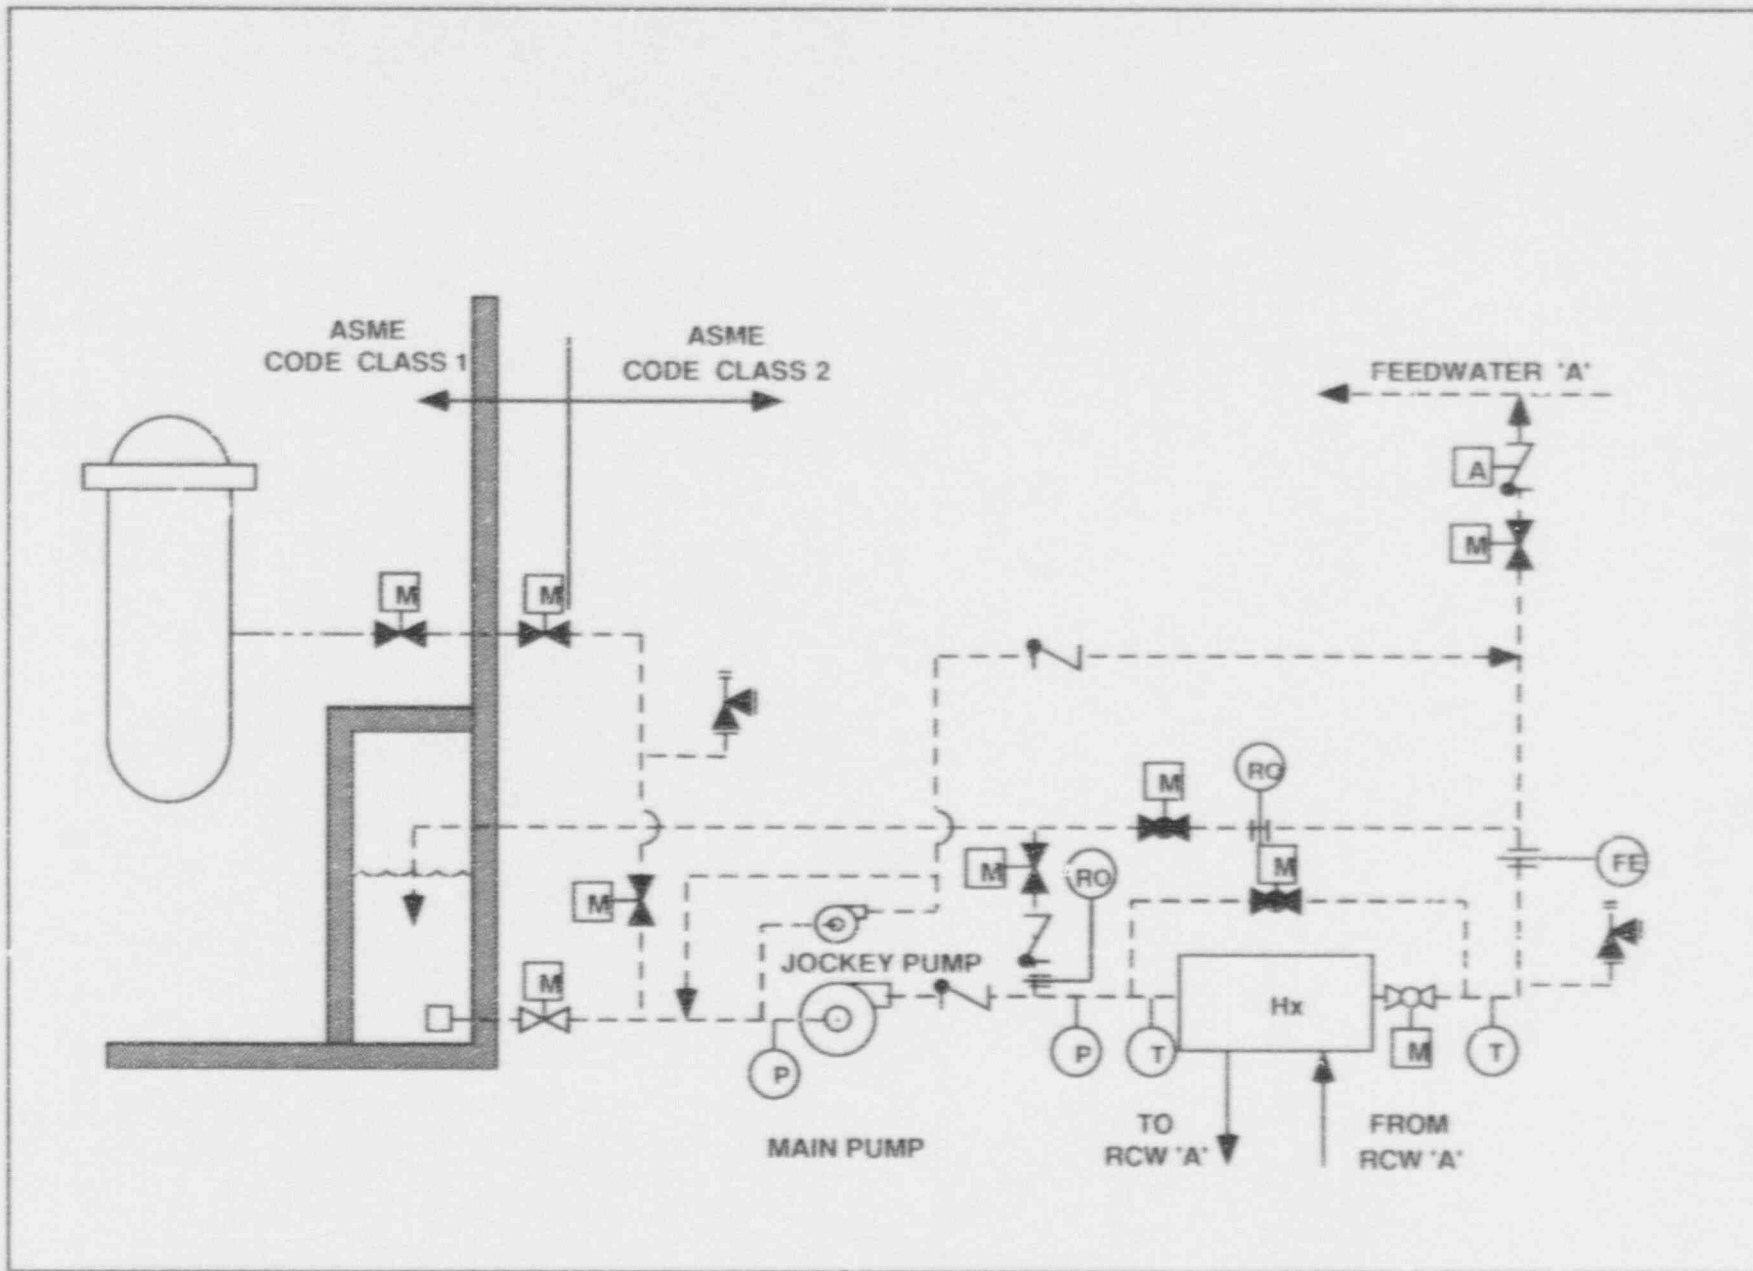 ASME
CODE CLASS 1
ASME
CODE CLASS 2
FEEDWATER 'A'
A
M
M
M
M
RO
M
M
RO
M
FE
M
JOCKEY PUMP
M
Hx
P
P
T
M
T
MAIN PUMP
TO
RCW 'A'
FROM
RCW 'A'